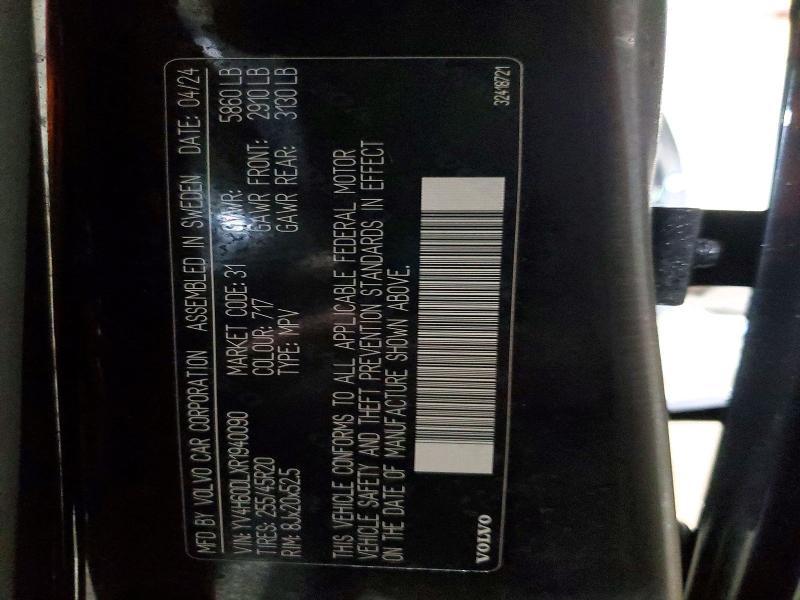 MFD BY VOLVO CAR CORPORATION ASSEMBLED IN SWEDEN DATE: 04/24
VIN: YV4H60DLXR1940090 MARKET CODE: 31 GVWR: 5860 LB
TIRES: 255/45R20 COLOUR: 717 GAWR FRONT: 2910 LB
RIM: 8Jx20x52.5 TYPE: MPV GAWR REAR: 3130 LB
THIS VEHICLE CONFORMS TO ALL APPLICABLE FEDERAL MOTOR
VEHICLE SAFETY AND THEFT PREVENTION STANDARDS IN EFFECT
ON THE DATE OF MANUFACTURE SHOWN ABOVE.
VOLVO 32418721